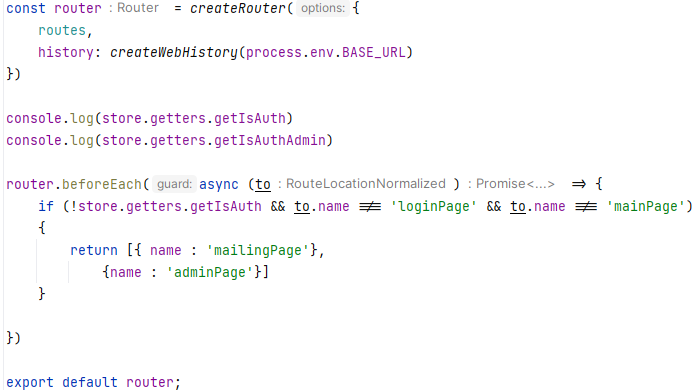 const router : Router = createRouter( options: {
    routes,
    history: createWebHistory(process.env.BASE_URL)
})
console.log(store.getters.getIsAuth)
console.log(store.getters.getIsAuthAdmin)
router.beforeEach( guard: async (to : RouteLocationNormalized ) : Promise<...> => {
    if (!store.getters.getIsAuth && to.name !== 'loginPage' && to.name !== 'mainPage')
    {
        return [{ name : 'mailingPage'},
            {name : 'adminPage'}]
    }
})
export default router;